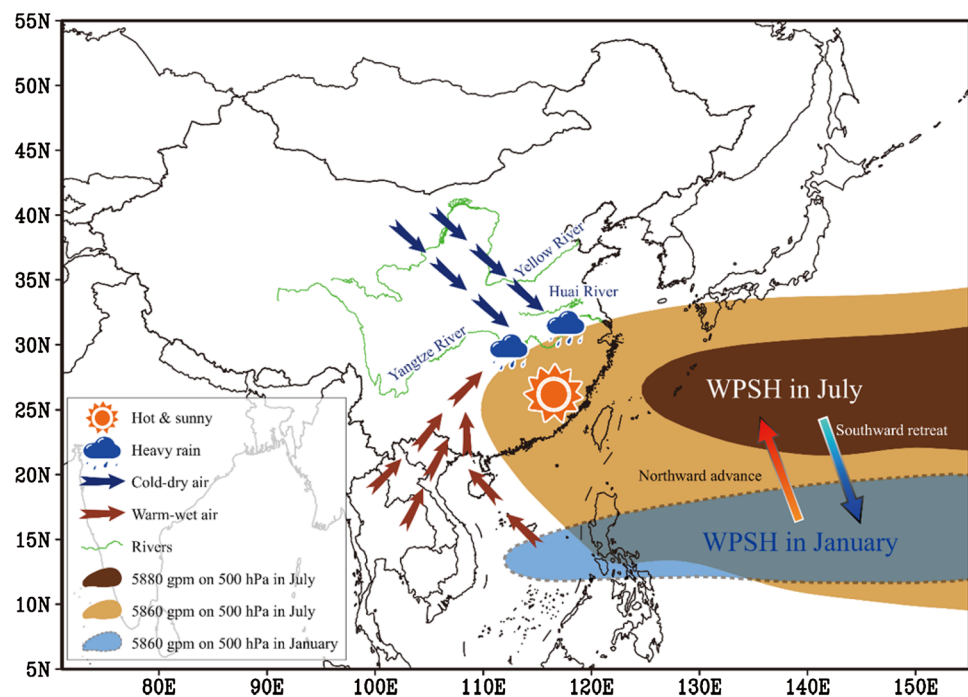 55N
50N
45N
40N
35N
30N
25N
20N
15N
10N
5N
Yellow River
Huai River
Yangtze River
WPSH in July
Southward retreat
Northward advance
WPSH in January
Hot & sunny
Heavy rain
Cold-dry air
Warm-wet air
Rivers
5880 gpm on 500 hPa in July
5860 gpm on 500 hPa in July
5860 gpm on 500 hPa in January
80E 90E 100E 110E 120E 130E 140E 150E